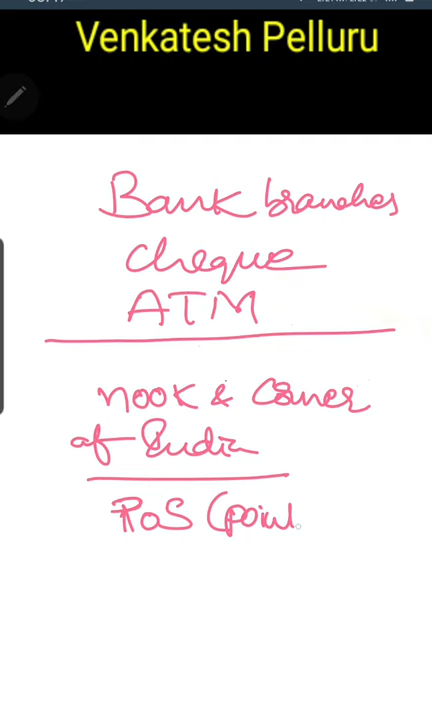 Venkatesh Pelluru
Bank branches
cheque
ATM
nook & corner
of India
PoS (point